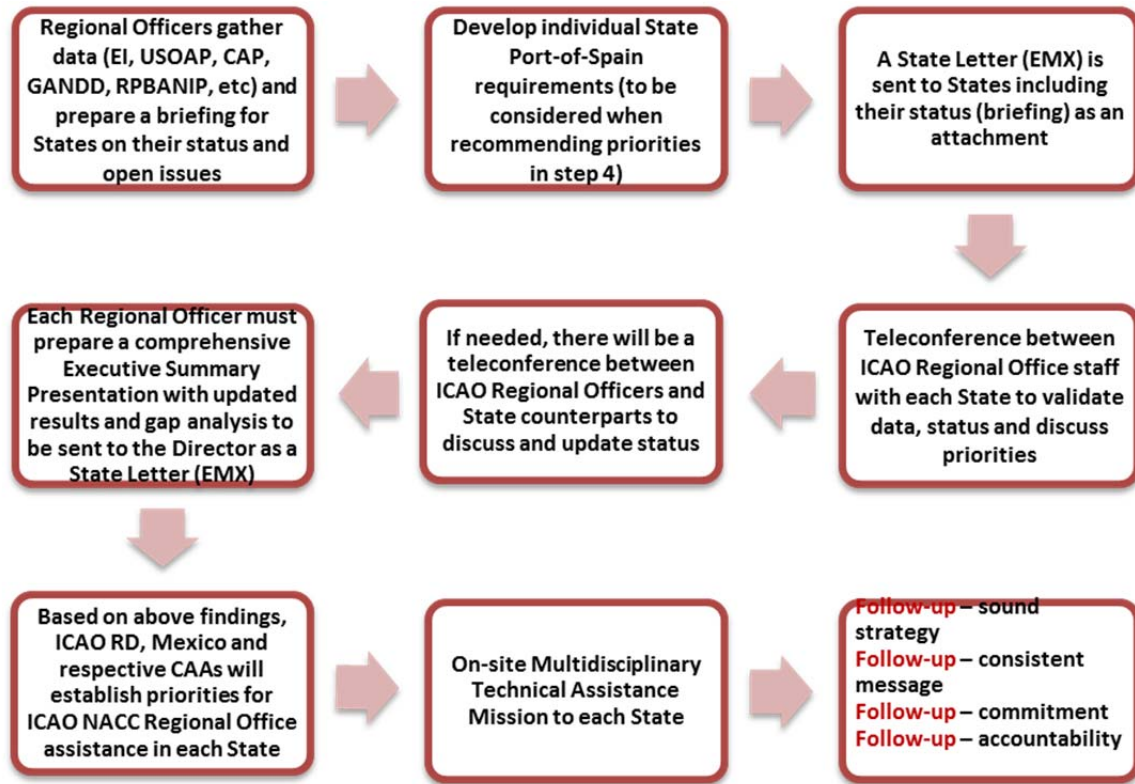 Regional Officers gather
data (EI, USOAP, CAP,
GANDD, RPBANIP, etc) and
prepare a briefing for
States on their status and
open issues
Develop individual State
Port-of-Spain
requirements (to be
considered when
recommending priorities
in step 4)
A State Letter (EMX) is
sent to States including
their status (briefing) as an
attachment
Teleconference between
ICAO Regional Office staff
with each State to validate
data, status and discuss
priorities
If needed, there will be a
teleconference between
ICAO Regional Officers and
State counterparts to
discuss and update status
Each Regional Officer must
prepare a comprehensive
Executive Summary
Presentation with updated
results and gap analysis to
be sent to the Director as a
State Letter (EMX)
Based on above findings,
ICAO RD, Mexico and
respective CAAs will
establish priorities for
ICAO NACC Regional Office
assistance in each State
On-site Multidisciplinary
Technical Assistance
Mission to each State
Follow-up – sound
strategy
Follow-up – consistent
message
Follow-up – commitment
Follow-up – accountability